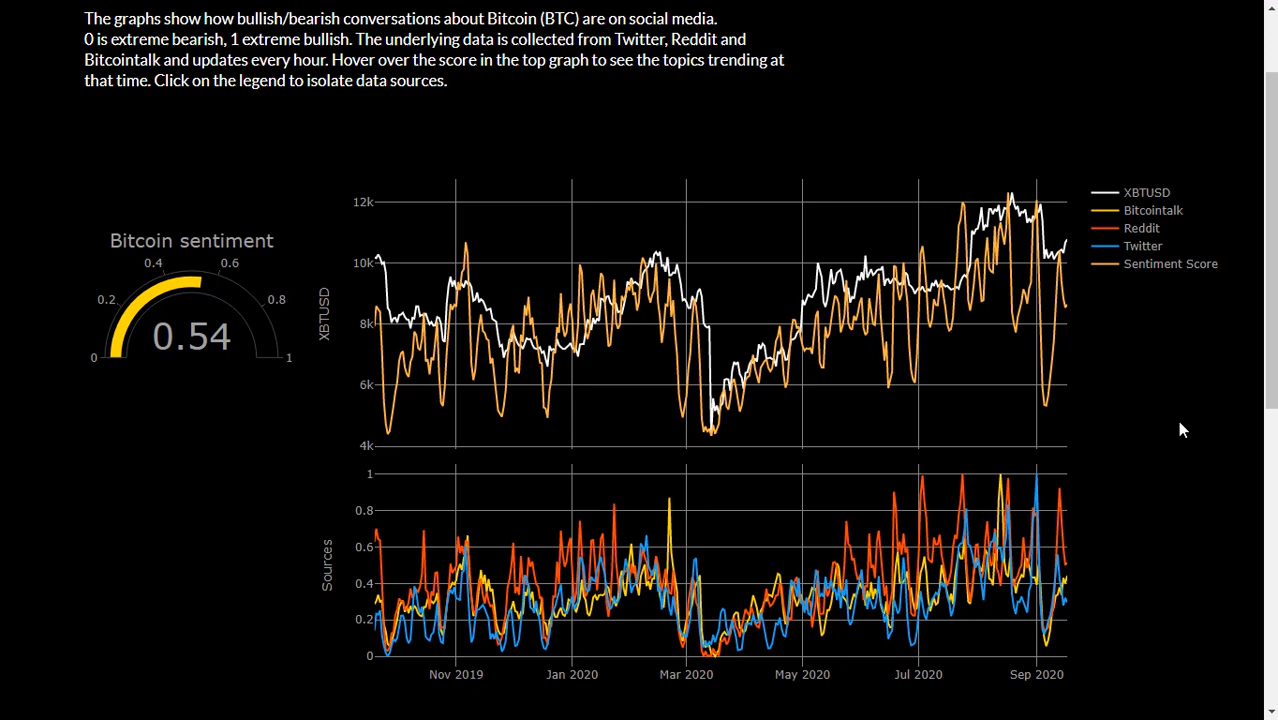 The graphs show how bullish/bearish conversations about Bitcoin (BTC) are on social media.
0 is extreme bearish, 1 extreme bullish. The underlying data is collected from Twitter, Reddit and
Bitcointalk and updates every hour. Hover over the score in the top graph to see the topics trending at
that time. Click on the legend to isolate data sources.
Bitcoin sentiment
0
0.2
0.4
0.6
0.8
1
0.54
XBTUSD
12k
10k
8k
6k
4k
XBTUSD
Bitcointalk
Reddit
Twitter
Sentiment Score
Sources
1
0.8
0.6
0.4
0.2
0
Nov 2019
Jan 2020
Mar 2020
May 2020
Jul 2020
Sep 2020